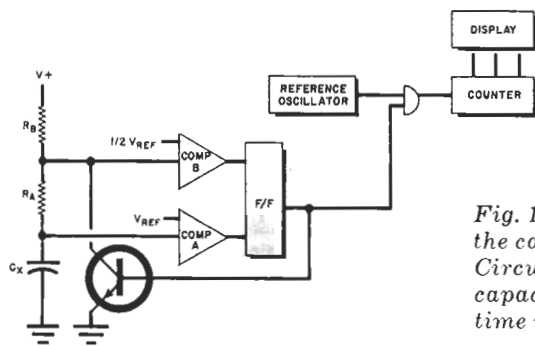 DISPLAY
V+
REFERENCE
OSCILLATOR
COUNTER
RB
1/2 VREF
COMP
B
F/F
RA
VREF
COMP
A
CX
Fig. 1
the ca
Circu
capac
time